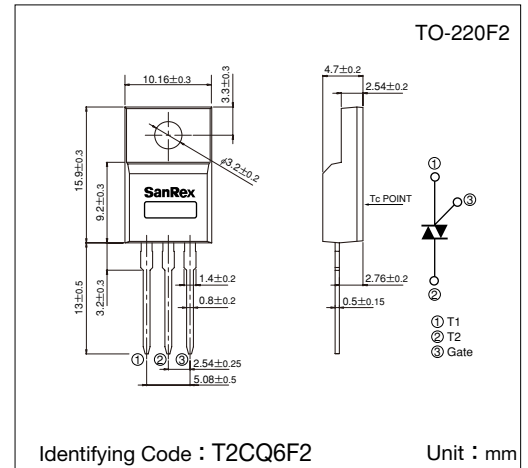 TO-220F2
10.16±0.3
3.3±0.3
4.7±0.2
2.54±0.2
φ3.2±0.2
15.9±0.3
9.2±0.3
SanRex
Tc POINT
①
③
②
13±0.5
3.2±0.3
1.4±0.2
0.8±0.2
2.76±0.2
0.5±0.15
① ② ③
2.54±0.25
5.08±0.5
① T1
② T2
③ Gate
Identifying Code：T2CQ6F2
Unit：mm